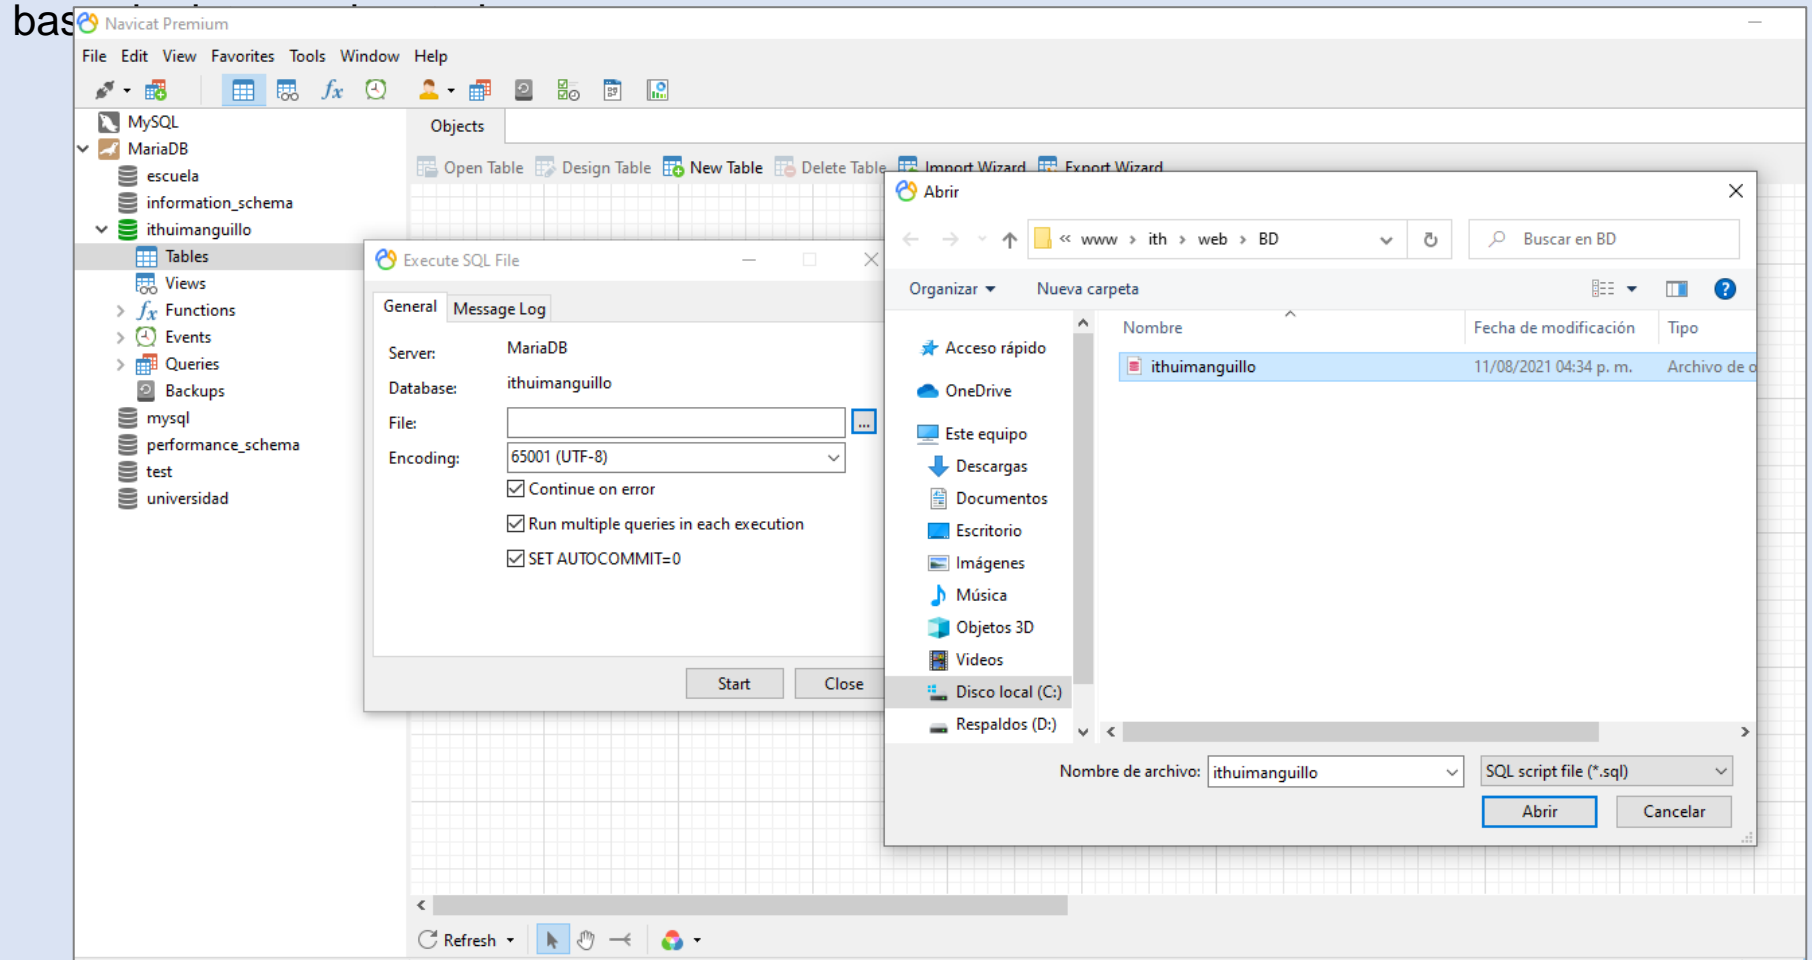 Navicat Premium
File Edit View Favorites Tools Window Help
MySQL
MariaDB
escuela
information_schema
ithuimanguillo
Tables
Views
Functions
Events
Queries
Backups
mysql
performance_schema
test
universidad
Objects
Open Table Design Table New Table Delete Table Import Wizard Export Wizard
Execute SQL File
General Message Log
Server: MariaDB
Database: ithuimanguillo
File: ...
Encoding: 65001 (UTF-8)
Continue on error
Run multiple queries in each execution
SET AUTOCOMMIT=0
Start Close
Abrir
« www > ith > web > BD
Buscar en BD
Organizar Nueva carpeta
Acceso rápido
OneDrive
Este equipo
Descargas
Documentos
Escritorio
Imágenes
Música
Objetos 3D
Videos
Disco local (C:)
Respaldos (D:)
Nombre Fecha de modificación Tipo
ithuimanguillo 11/08/2021 04:34 p. m. Archivo de o
Nombre de archivo: ithuimanguillo SQL script file (*.sql)
Abrir Cancelar
Refresh